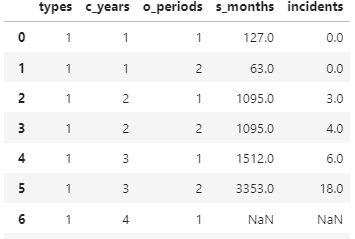 types c_years o_periods s_months incidents
0 1 1 1 127.0 0.0
1 1 1 2 63.0 0.0
2 1 2 1 1095.0 3.0
3 1 2 2 1095.0 4.0
4 1 3 1 1512.0 6.0
5 1 3 2 3353.0 18.0
6 1 4 1 NaN NaN